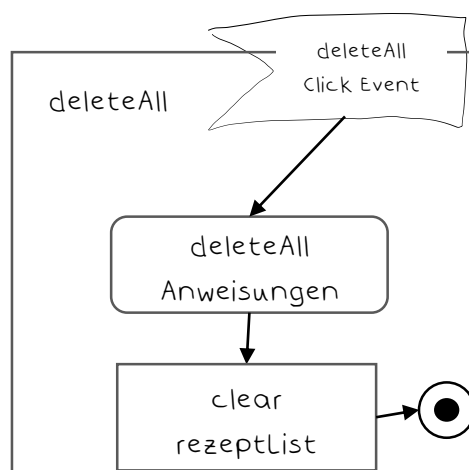 deleteAll
Click Event
deleteAll
deleteAll
Anweisungen
clear
rezeptList